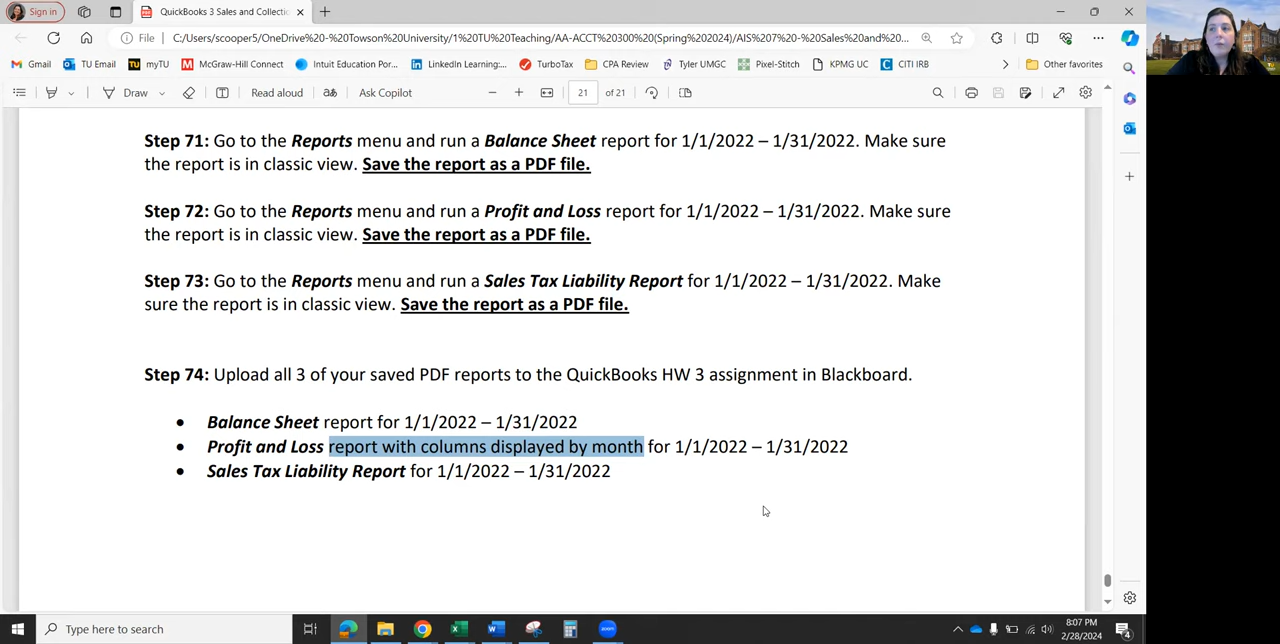 Sign in
QuickBooks 3 Sales and Collectic
File
C:/Users/scooper5/OneDrive%20-%20Towson%20University/1%20TU%20Teaching/AA-ACCT%20300%20(Spring%202024)/AIS%207%20-%20Sales%20and%20...
Gmail
TU Email
myTU
McGraw-Hill Connect
Intuit Education Por...
LinkedIn Learning:...
TurboTax
CPA Review
Tyler UMGC
Pixel-Stitch
KPMG UC
CITI IRB
Other favorites
Draw
Read aloud
Ask Copilot
21
of 21
Step 71: Go to the Reports menu and run a Balance Sheet report for 1/1/2022 – 1/31/2022. Make sure
the report is in classic view. Save the report as a PDF file.
Step 72: Go to the Reports menu and run a Profit and Loss report for 1/1/2022 – 1/31/2022. Make sure
the report is in classic view. Save the report as a PDF file.
Step 73: Go to the Reports menu and run a Sales Tax Liability Report for 1/1/2022 – 1/31/2022. Make
sure the report is in classic view. Save the report as a PDF file.
Step 74: Upload all 3 of your saved PDF reports to the QuickBooks HW 3 assignment in Blackboard.
• Balance Sheet report for 1/1/2022 – 1/31/2022
• Profit and Loss report with columns displayed by month for 1/1/2022 – 1/31/2022
• Sales Tax Liability Report for 1/1/2022 – 1/31/2022
Type here to search
8:07 PM
2/28/2024
4